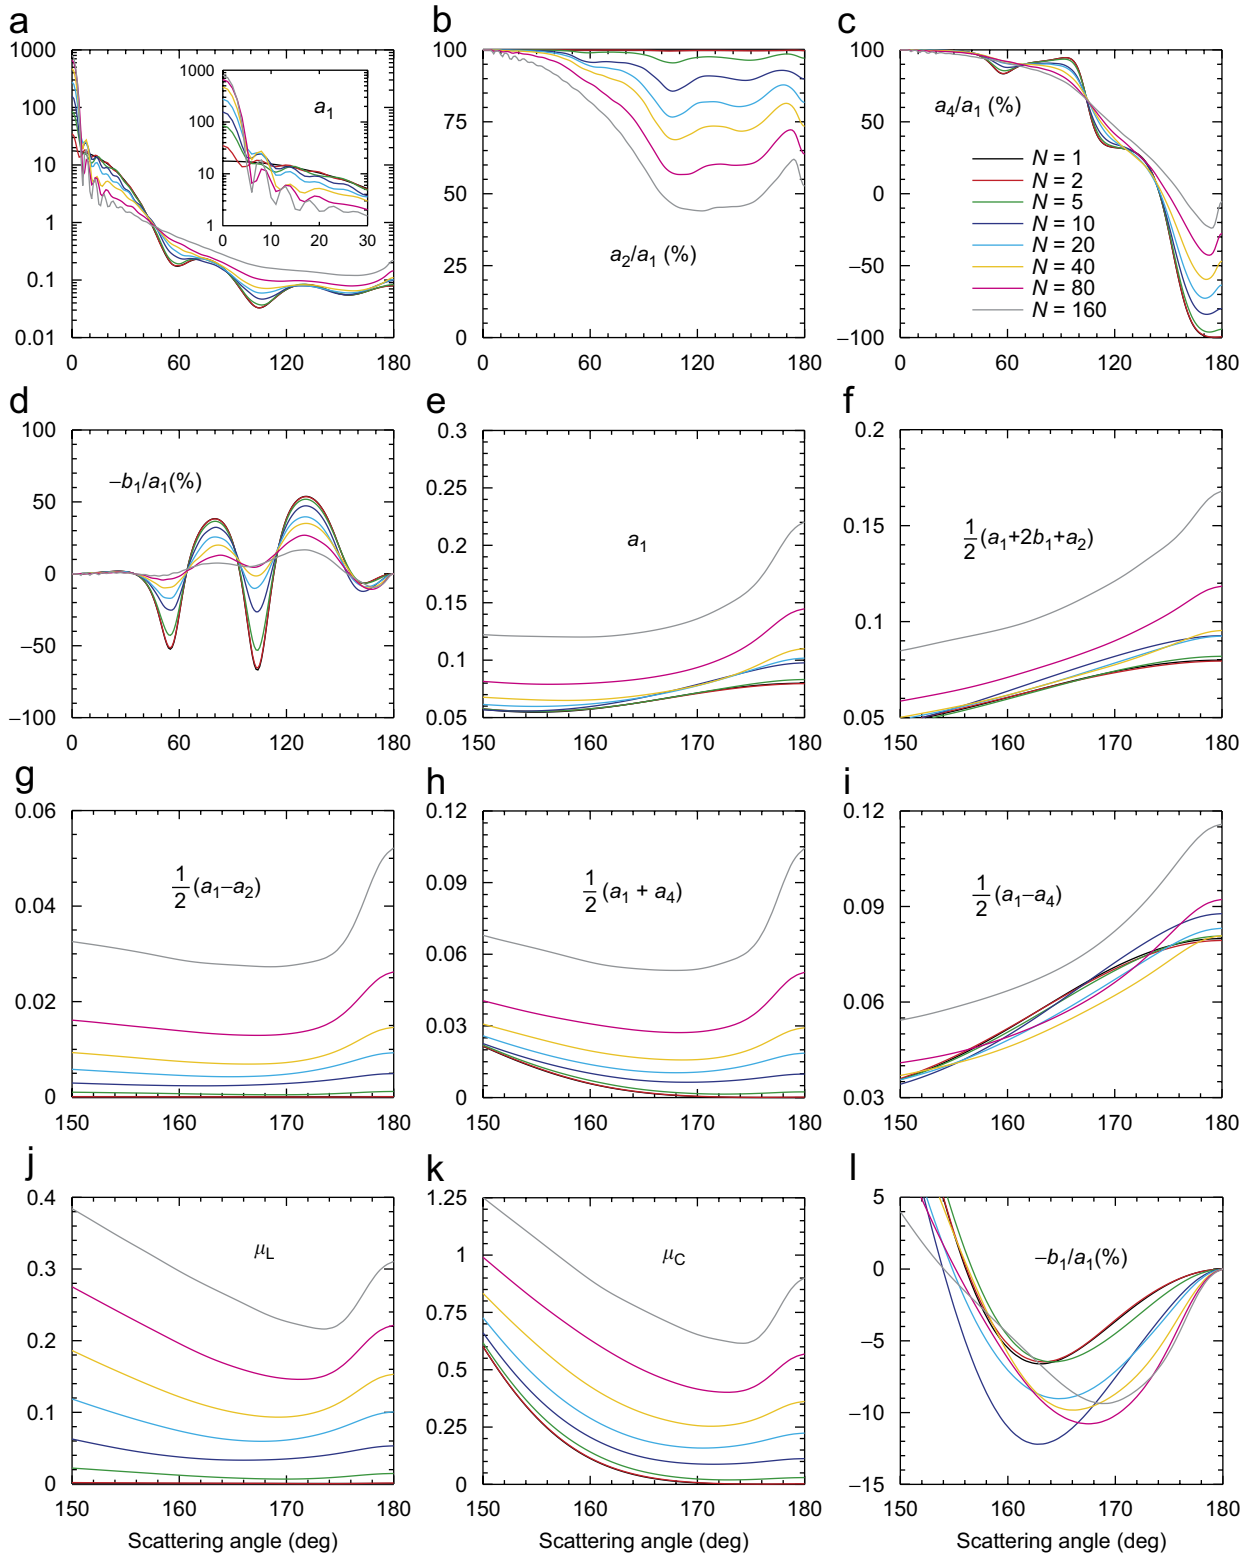 a
1000
100
10
1
0.1
0.01
0 60 120 180
a1
1000
100
10
1
0 10 20 30
b
100
75
50
25
0
0 60 120 180
a2/a1 (%)
c
100
50
0
−50
−100
0 60 120 180
a4/a1 (%)
N = 1
N = 2
N = 5
N = 10
N = 20
N = 40
N = 80
N = 160
d
100
50
0
−50
−100
0 60 120 180
−b1/a1(%)
e
0.3
0.25
0.2
0.15
0.1
0.05
150 160 170 180
a1
f
0.2
0.15
0.1
0.05
150 160 170 180
1/2(a1+2b1+a2)
g
0.06
0.04
0.02
0
150 160 170 180
1/2(a1−a2)
h
0.12
0.09
0.06
0.03
0
150 160 170 180
1/2(a1 + a4)
i
0.12
0.09
0.06
0.03
150 160 170 180
1/2(a1−a4)
j
0.4
0.3
0.2
0.1
0
150 160 170 180
μL
Scattering angle (deg)
k
1.25
1
0.75
0.5
0.25
0
150 160 170 180
μC
Scattering angle (deg)
l
5
0
−5
−10
−15
150 160 170 180
−b1/a1(%)
Scattering angle (deg)